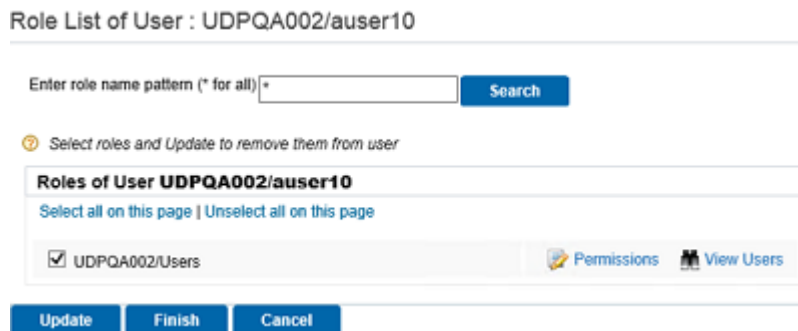 Role List of User : UDPQA002/auser10
Enter role name pattern (* for all) * Search
Select roles and Update to remove them from user
Roles of User UDPQA002/auser10
Select all on this page | Unselect all on this page
UDPQA002/Users Permissions View Users
Update Finish Cancel